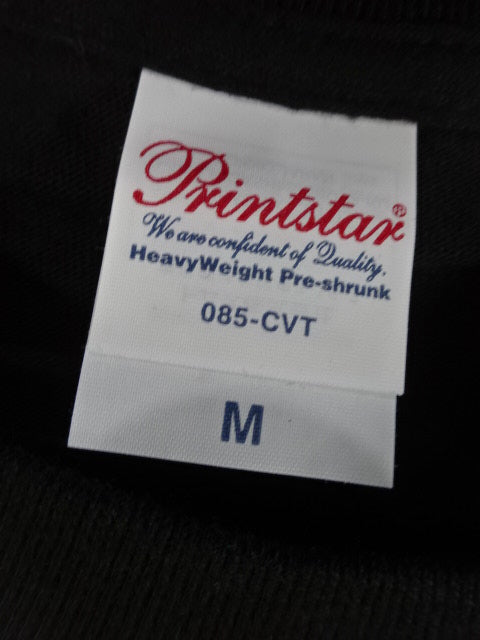 Printstar®
We are confident of Quality.
HeavyWeight Pre-shrunk
085-CVT
M